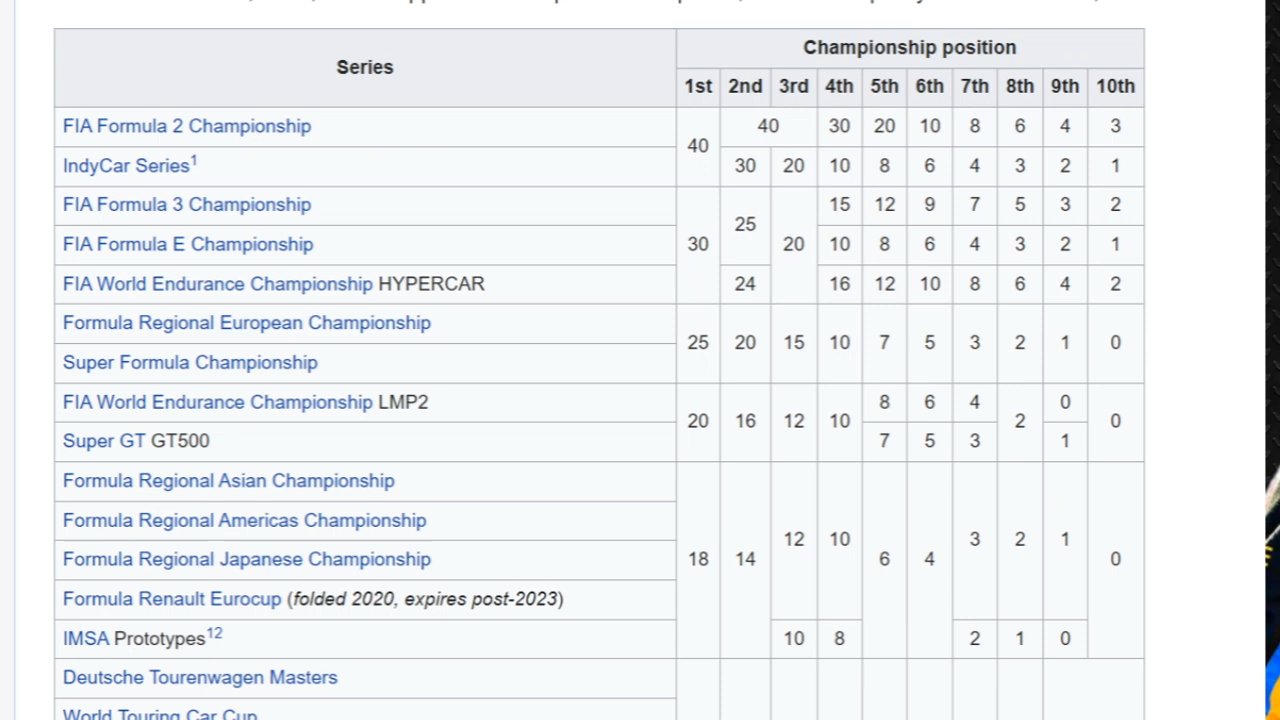 Series Championship position
1st 2nd 3rd 4th 5th 6th 7th 8th 9th 10th
FIA Formula 2 Championship 40 40 30 20 10 8 6 4 3
IndyCar Series1 30 20 10 8 6 4 3 2 1
FIA Formula 3 Championship 30 25 20 15 12 9 7 5 3 2
FIA Formula E Championship 10 8 6 4 3 2 1
FIA World Endurance Championship HYPERCAR 24 16 12 10 8 6 4 2
Formula Regional European Championship 25 20 15 10 7 5 3 2 1 0
Super Formula Championship
FIA World Endurance Championship LMP2 20 16 12 10 8 6 4 2 0 0
Super GT GT500 7 5 3 1
Formula Regional Asian Championship 18 14 12 10 6 4 3 2 1 0
Formula Regional Americas Championship
Formula Regional Japanese Championship
Formula Renault Eurocup (folded 2020, expires post-2023)
IMSA Prototypes12 10 8 2 1 0
Deutsche Tourenwagen Masters
World Touring Car Cup